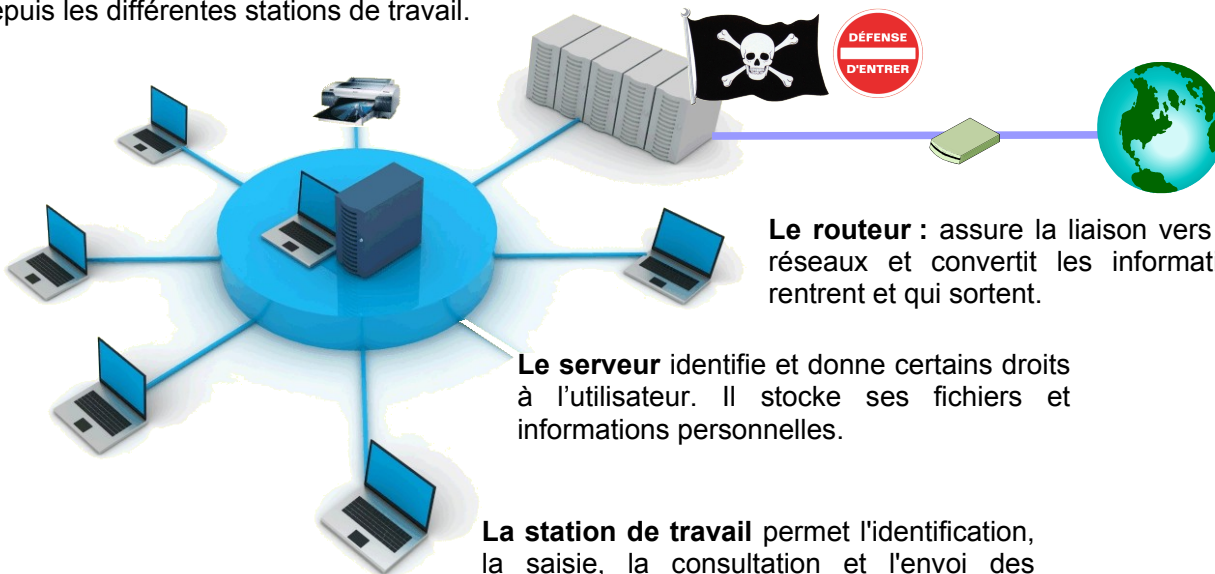 epuis les différentes stations de travail.
DÉFENSE
D'ENTRER
Le routeur : assure la liaison vers
réseaux et convertit les informat
rentrent et qui sortent.
Le serveur identifie et donne certains droits
à l’utilisateur. Il stocke ses fichiers et
informations personnelles.
La station de travail permet l'identification,
la saisie, la consultation et l'envoi des